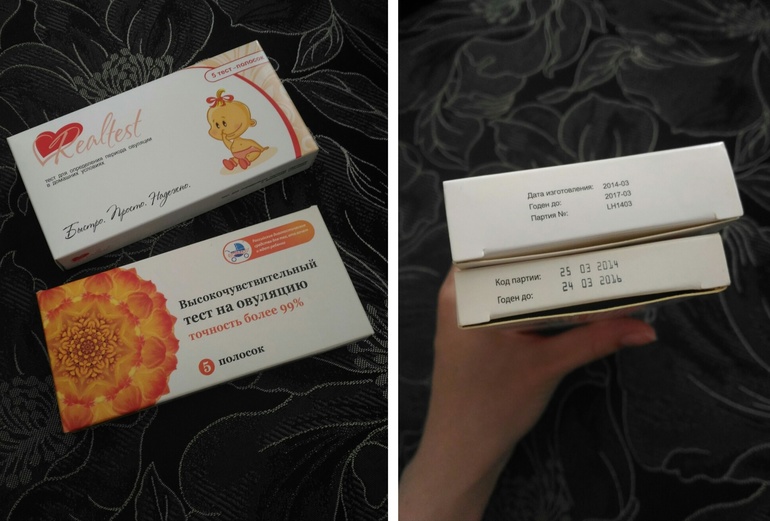 5 тест-полосок
Realtest
тест для определения периода овуляции
в домашних условиях
Быстро. Просто. Надежно.
Высокочувствительный
тест на овуляцию
точность более 99%
5 полосок
Дата изготовления: 2014-03
Годен до: 2017-03
Партия №: LH1403
Код партии: 25 03 2014
Годен до: 24 03 2016